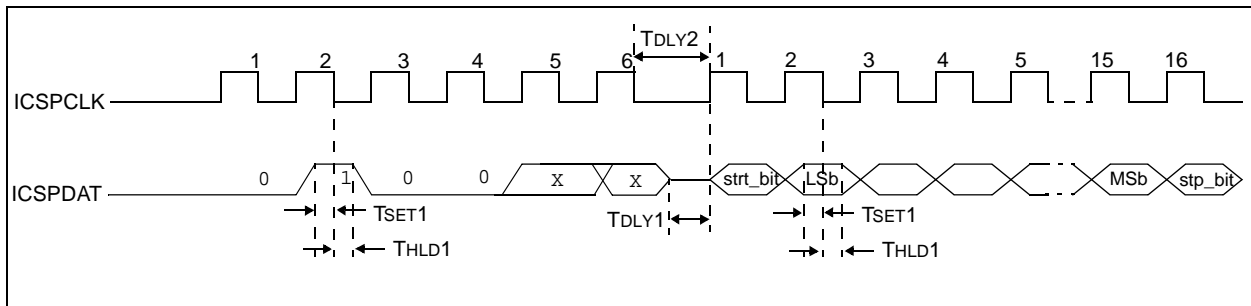 TDLY2
1 2 3 4 5 6 1 2 3 4 5 15 16
ICSPCLK
ICSPDAT 0 1 0 0 x x strt_bit LSb MSb stp_bit
TSET1 TDLY1 TSET1
THLD1 THLD1